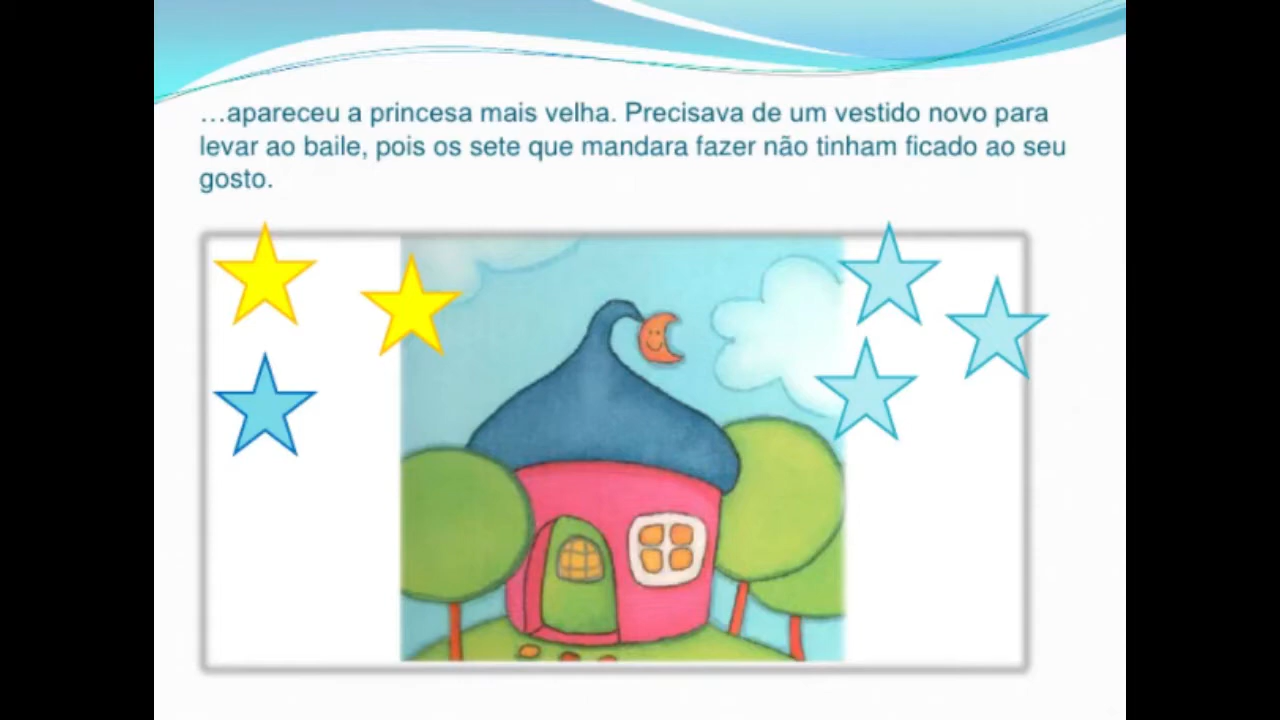 …apareceu a princesa mais velha. Precisava de um vestido novo para
levar ao baile, pois os sete que mandara fazer não tinham ficado ao seu
gosto.